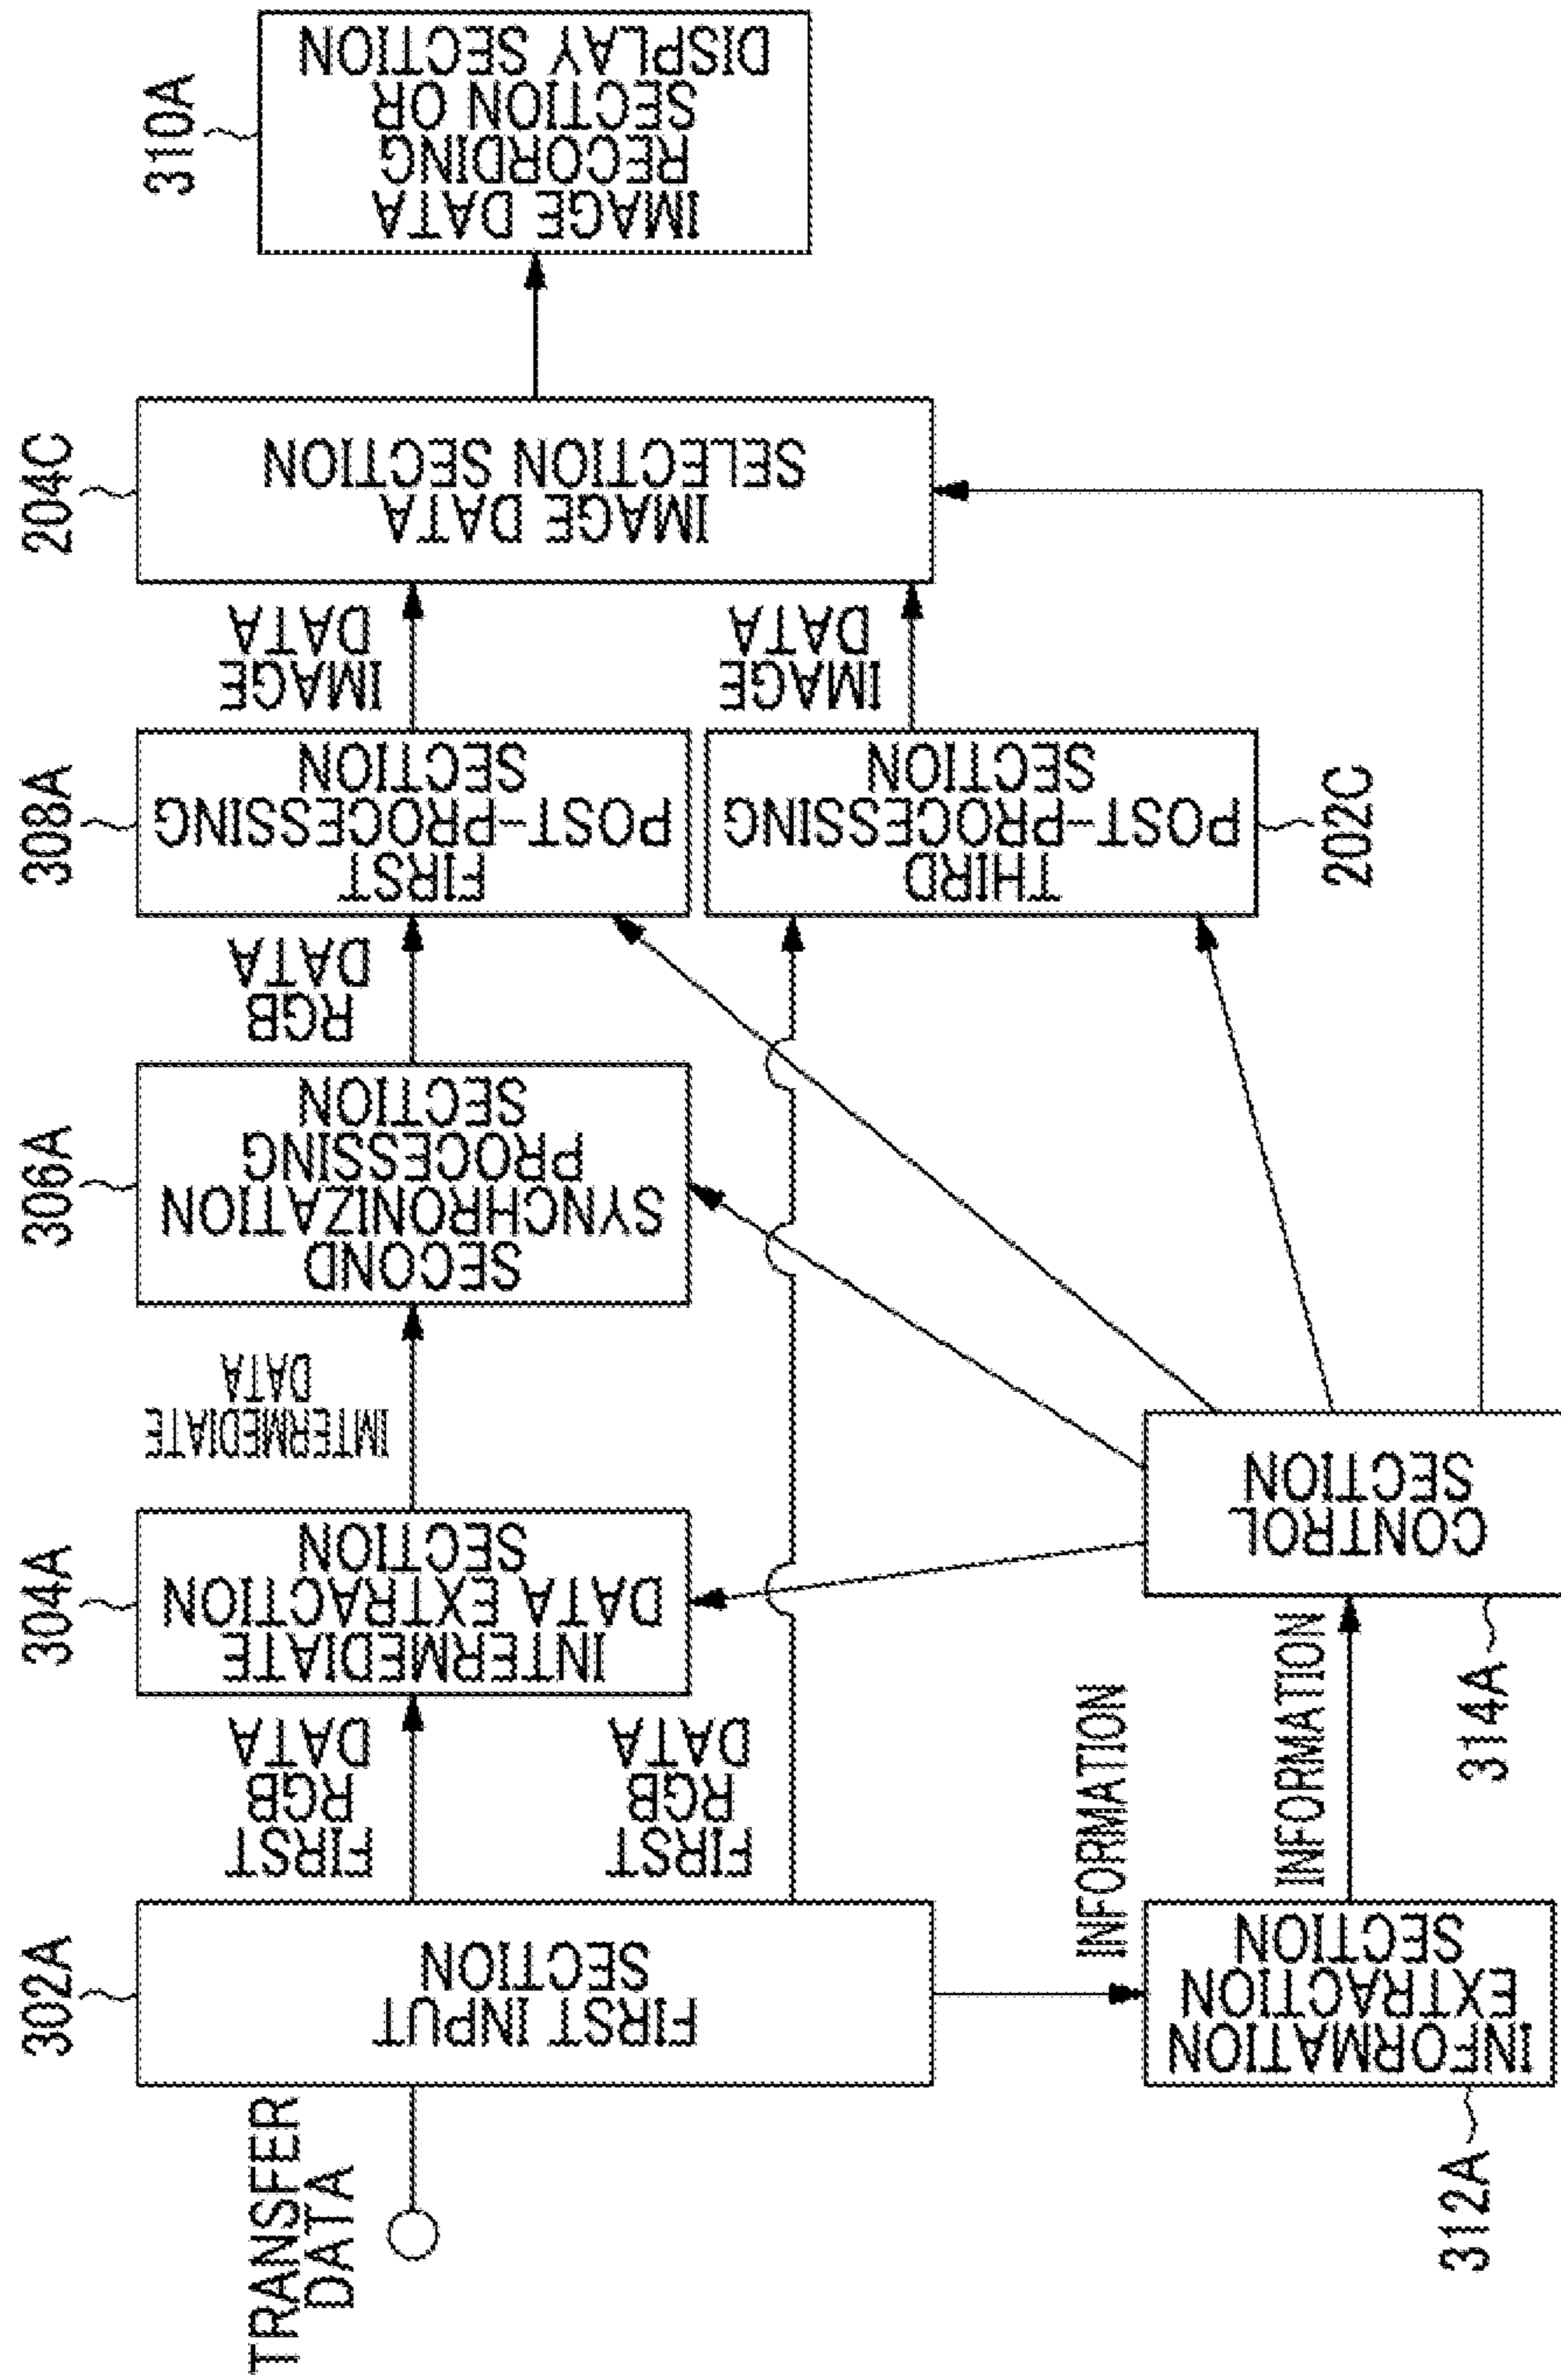 TRANSFER
DATA
302A
FIRST INPUT
SECTION
FIRST
RGB
DATA
FIRST
RGB
DATA
304A
INTERMEDIATE
DATA EXTRACTION
SECTION
IMTERMEDIATE
DATA
306A
SECOND
SYNCHRONIZATION
PROCESSING
SECTION
RGB
DATA
308A
FIRST
POST-PROCESSING
SECTION
IMAGE
DATA
THIRD
POST-PROCESSING
SECTION
202C
IMAGE
DATA
204C
IMAGE DATA
SELECTION SECTION
310A
IMAGE DATA
RECORDING
SECTION OR
DISPLAY SECTION
INFORMATION
312A
INFORMATION
EXTRACTION
SECTION
INFORMATION
314A
CONTROL
SECTION